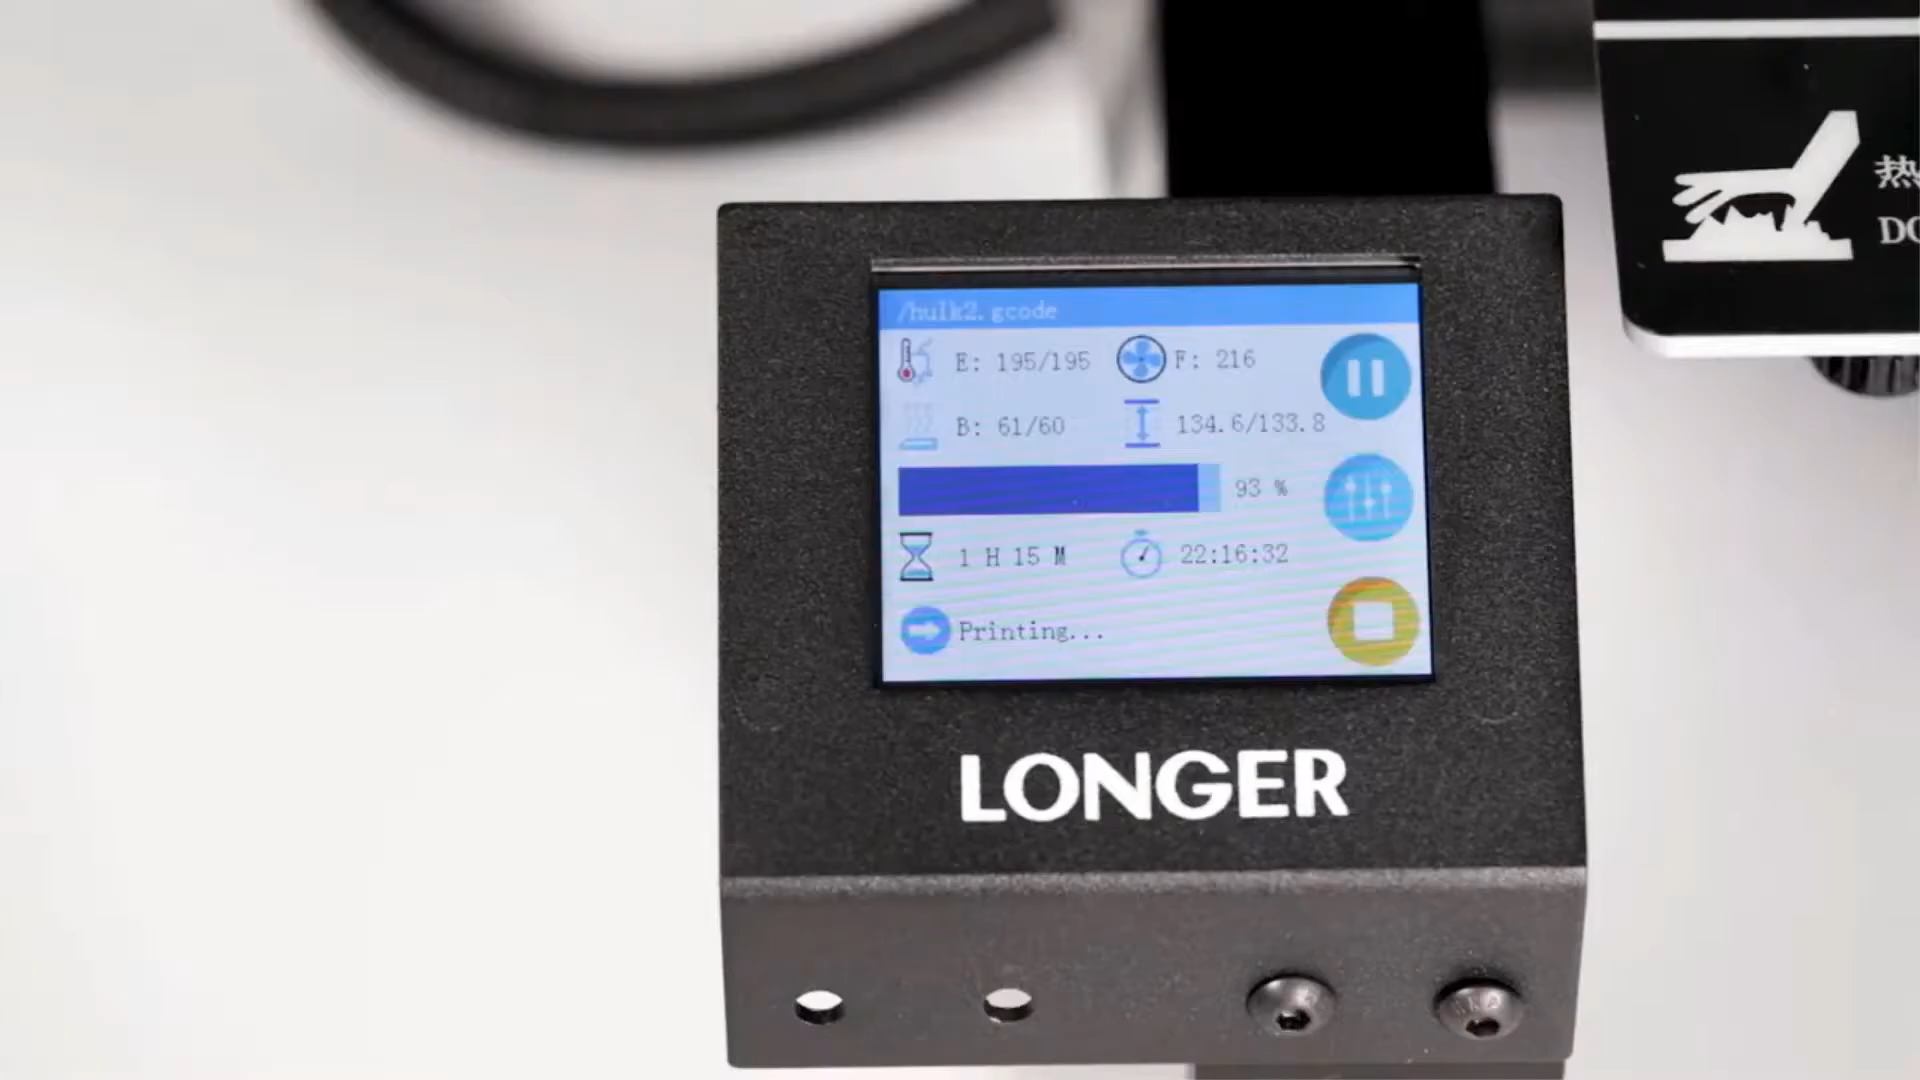 /hulk2.gcode
E: 195/195 F: 216
B: 61/60 134.6/133.8
93 %
1 H 15 M 22:16:32
Printing...
LONGER
热
DO